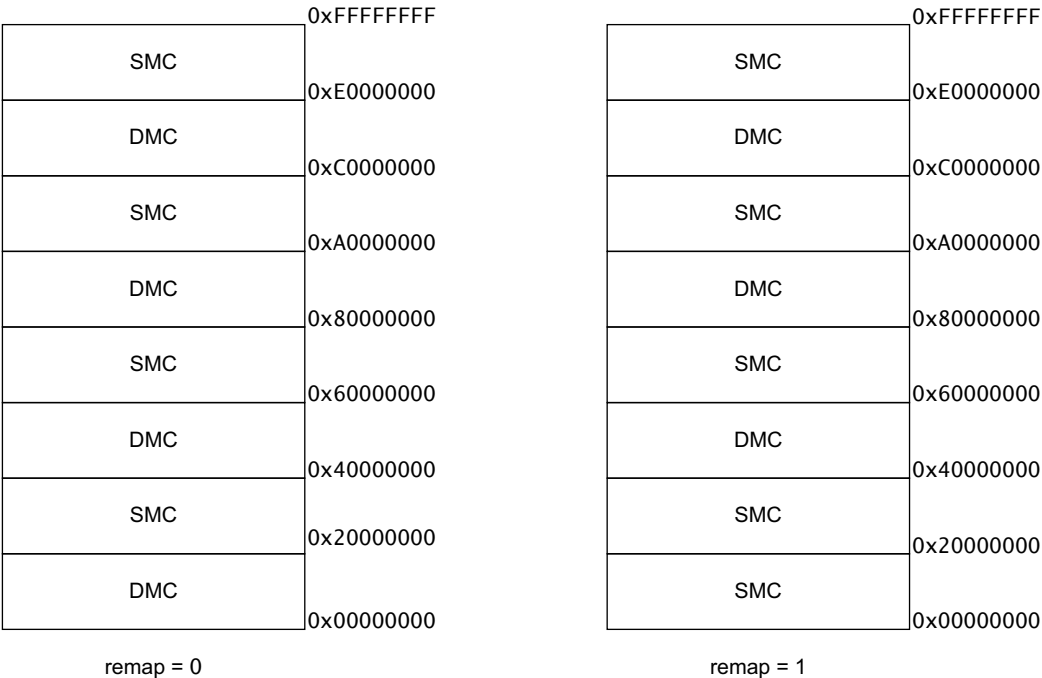 0xFFFFFFFF
SMC
0xE0000000
DMC
0xC0000000
SMC
0xA0000000
DMC
0x80000000
SMC
0x60000000
DMC
0x40000000
SMC
0x20000000
DMC
0x00000000
remap = 0
0xFFFFFFFF
SMC
0xE0000000
DMC
0xC0000000
SMC
0xA0000000
DMC
0x80000000
SMC
0x60000000
DMC
0x40000000
SMC
0x20000000
SMC
0x00000000
remap = 1